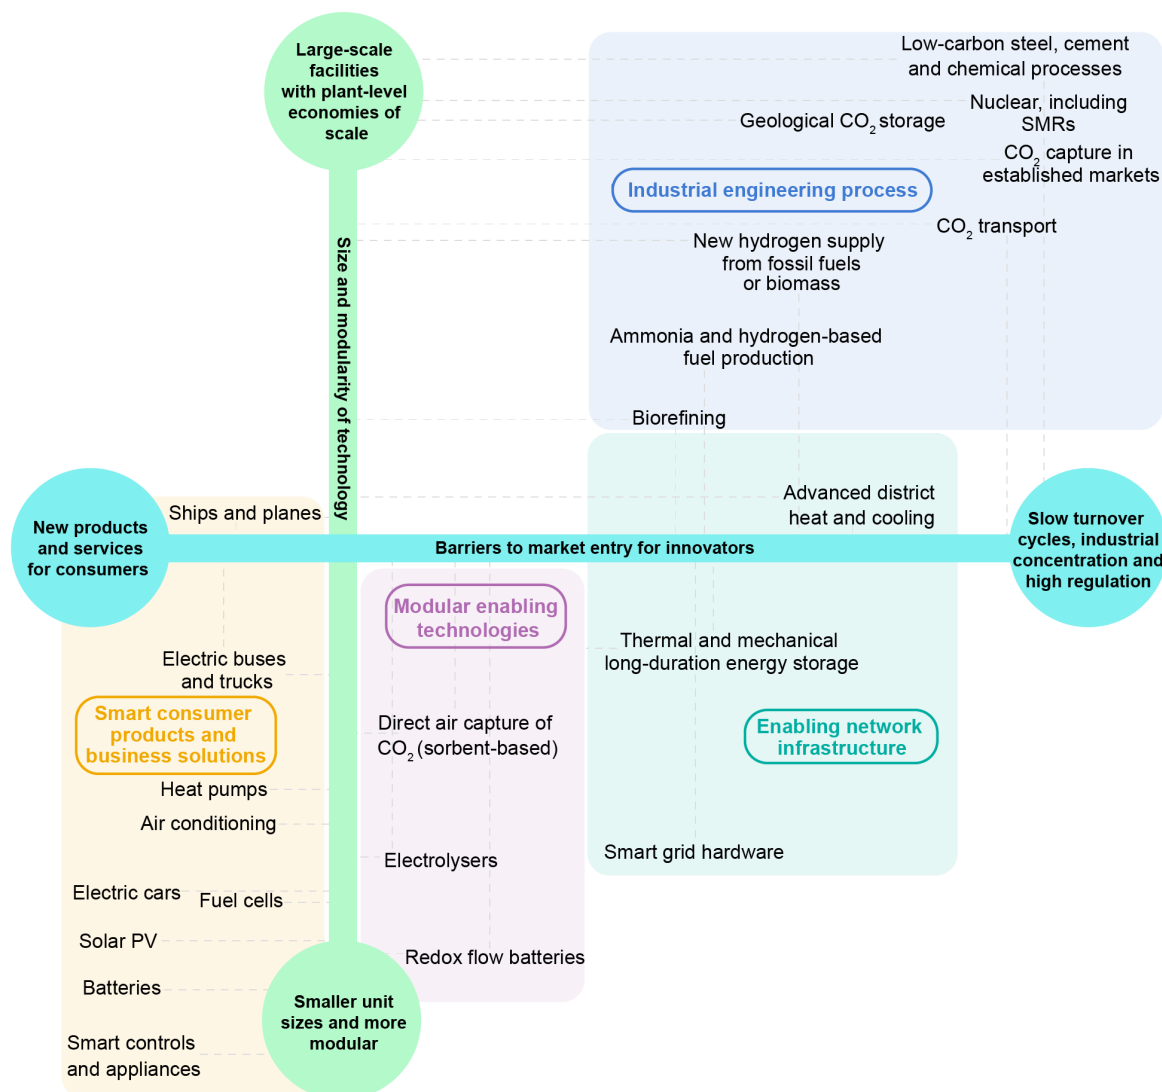 Large-scale
facilities
with plant-level
economies of
scale
Low-carbon steel, cement
and chemical processes
Nuclear, including
SMRs
Geological CO₂ storage
CO₂ capture in
established markets
Industrial engineering process
CO₂ transport
New hydrogen supply
from fossil fuels
or biomass
Size and modularity of technology
Ammonia and hydrogen-based
fuel production
Biorefining
Advanced district
heat and cooling
Ships and planes
New products
and services
for consumers
Barriers to market entry for innovators
Slow turnover
cycles, industrial
concentration and
high regulation
Modular enabling
technologies
Thermal and mechanical
long-duration energy storage
Electric buses
and trucks
Smart consumer
products and
business solutions
Direct air capture of
CO₂ (sorbent-based)
Enabling network
infrastructure
Heat pumps
Air conditioning
Electrolysers
Smart grid hardware
Electric cars
Fuel cells
Solar PV
Redox flow batteries
Batteries
Smaller unit
sizes and more
modular
Smart controls
and appliances